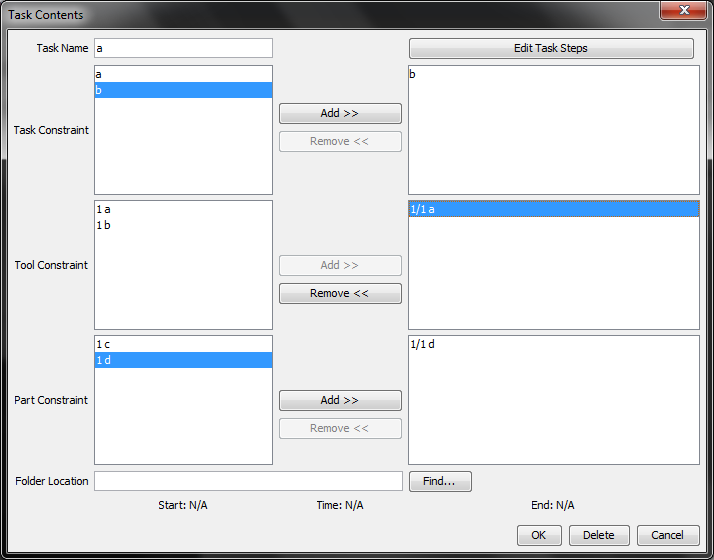 Task Contents
Task Name a Edit Task Steps
a b
b
Add >>
Task Constraint
Remove <<
1 a 1/1 a
1 b
Tool Constraint Add >>
Remove <<
1 c 1/1 d
1 d
Part Constraint Add >>
Remove <<
Folder Location Find...
Start: N/A Time: N/A End: N/A
OK Delete Cancel